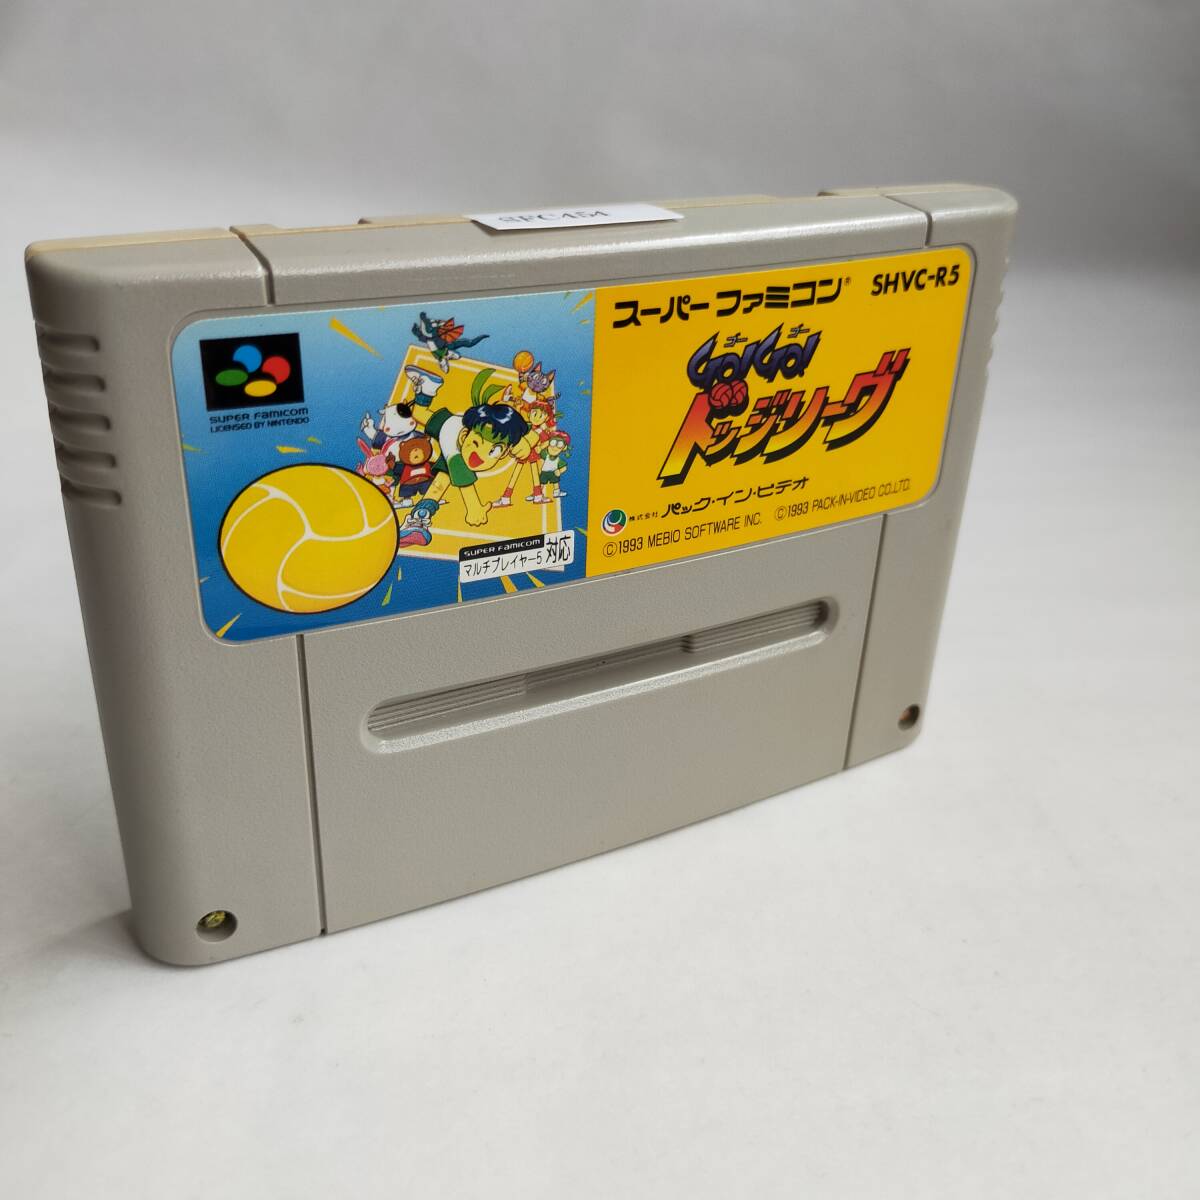 SFC454
SUPER FAMICOM
LICENSED BY NINTENDO
SUPER FAMICOM
マルチプレイヤー5 対応
スーパーファミコン® SHVC-R5
ゴー ゴー
GO! GO!
ドッジリーグ
株式会社 パック・イン・ビデオ
©1993 MEBIO SOFTWARE INC. ©1993 PACK-IN-VIDEO CO.,LTD.